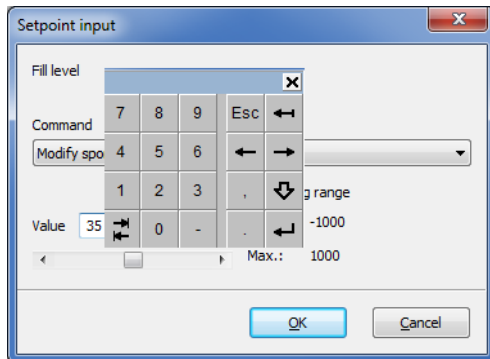 Setpoint input
Fill level
7 8 9 Esc
Command
Modify spo 4 5 6
1 2 3 , g range
Value 35 0 - . -1000
Max.: 1000
OK Cancel